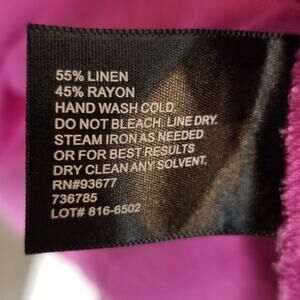 55% LINEN
45% RAYON
HAND WASH COLD.
DO NOT BLEACH. LINE DRY.
STEAM IRON AS NEEDED
OR FOR BEST RESULTS
DRY CLEAN ANY SOLVENT.
RN#93677
736785
LOT# 816-6502